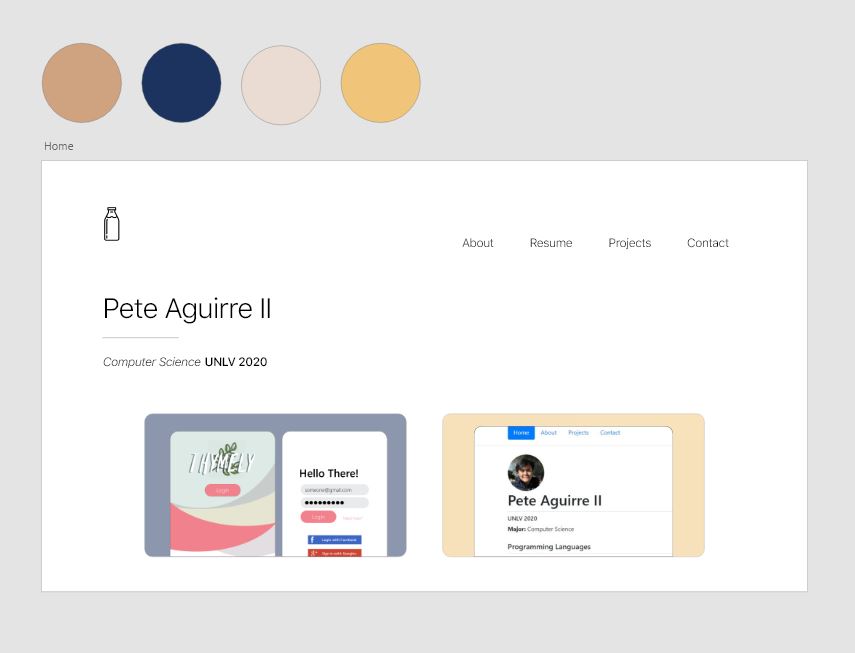 Home
About Resume Projects Contact
Pete Aguirre II
Computer Science UNLV 2020
THYMELY
Login
Hello There!
someone@gmail.com
●●●●●●●●●
Login
Login with Facebook
Sign in with Google+
Home About Projects Contact
Pete Aguirre II
UNLV 2020
Major: Computer Science
Programming Languages